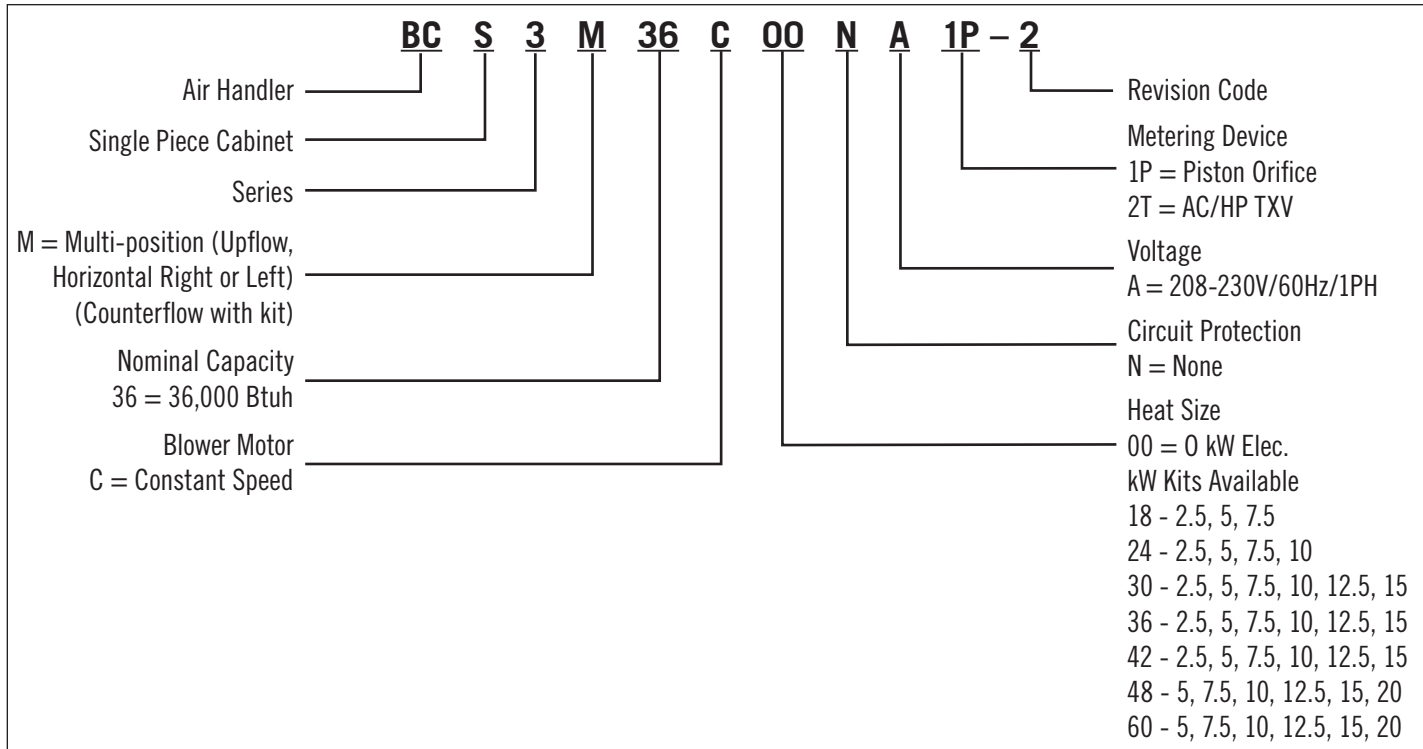 BC S 3 M 36 C 00 N A 1P – 2
Air Handler
Single Piece Cabinet
Series
M = Multi-position (Upflow,
Horizontal Right or Left)
(Counterflow with kit)
Nominal Capacity
36 = 36,000 Btuh
Blower Motor
C = Constant Speed
Revision Code
Metering Device
1P = Piston Orifice
2T = AC/HP TXV
Voltage
A = 208-230V/60Hz/1PH
Circuit Protection
N = None
Heat Size
00 = 0 kW Elec.
kW Kits Available
18 - 2.5, 5, 7.5
24 - 2.5, 5, 7.5, 10
30 - 2.5, 5, 7.5, 10, 12.5, 15
36 - 2.5, 5, 7.5, 10, 12.5, 15
42 - 2.5, 5, 7.5, 10, 12.5, 15
48 - 5, 7.5, 10, 12.5, 15, 20
60 - 5, 7.5, 10, 12.5, 15, 20